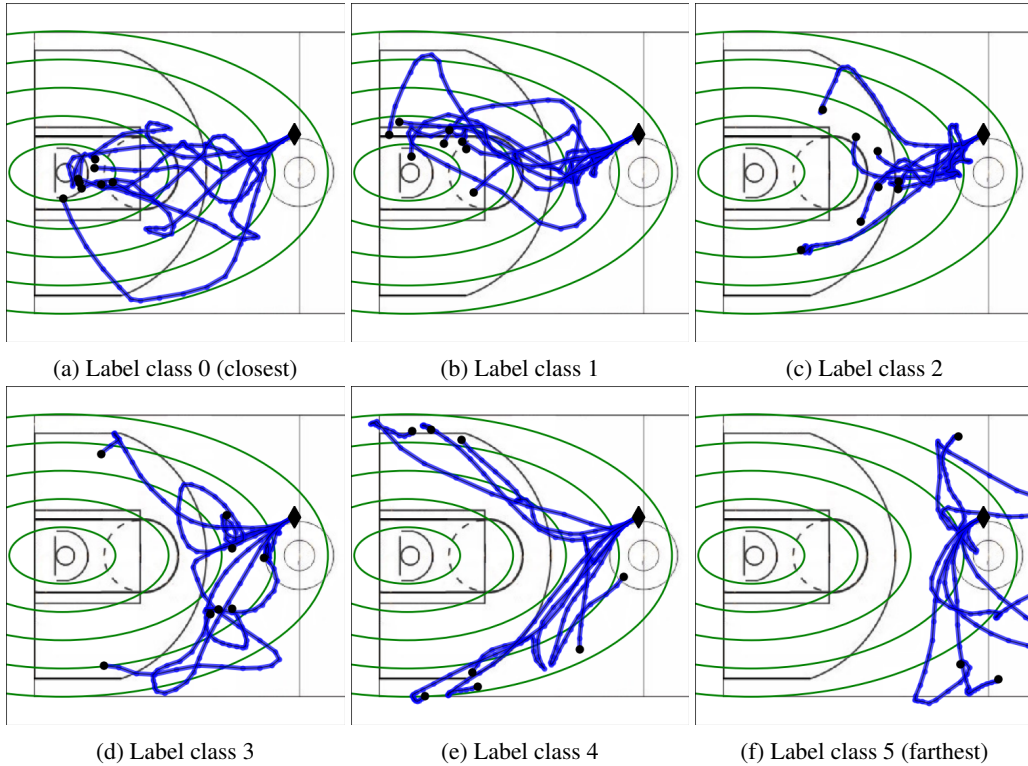 (a) Label class 0 (closest)
(b) Label class 1
(c) Label class 2
(d) Label class 3
(e) Label class 4
(f) Label class 5 (farthest)